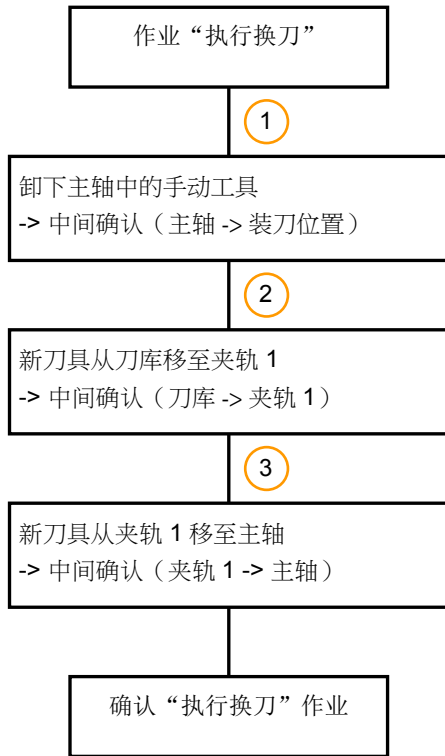 作业“执行换刀”
1
卸下主轴中的手动工具
-> 中间确认（主轴 -> 装刀位置）
2
新刀具从刀库移至夹轨 1
-> 中间确认（刀库 -> 夹轨 1）
3
新刀具从夹轨 1 移至主轴
-> 中间确认（夹轨 1 -> 主轴）
确认“执行换刀”作业